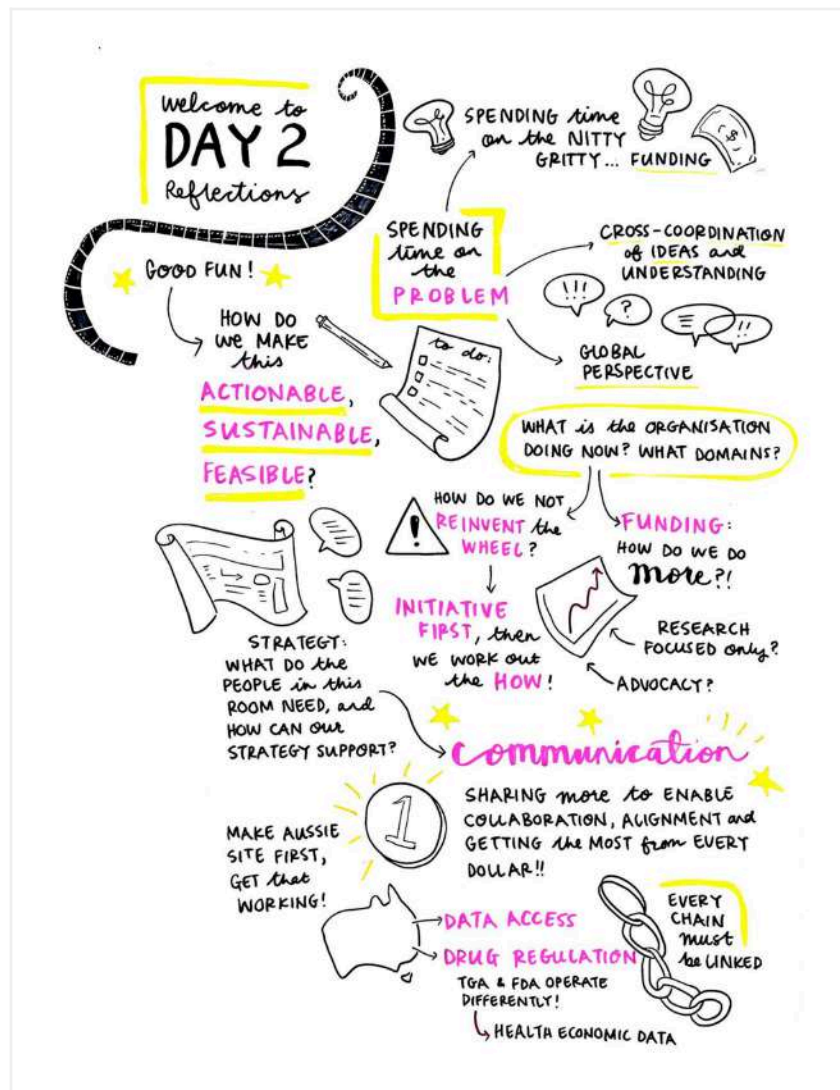 Welcome to
DAY 2
Reflections
GOOD FUN!
HOW DO
WE MAKE
this
ACTIONABLE,
SUSTAINABLE,
FEASIBLE?
SPENDING
time on
the
PROBLEM
SPENDING time
on the NITTY
GRITTY... FUNDING
$
CROSS-COORDINATION
of IDEAS and
UNDERSTANDING
!!!
?
!!
GLOBAL
PERSPECTIVE
to do:
WHAT is the ORGANISATION
DOING NOW? WHAT DOMAINS?
HOW DO WE NOT
REINVENT the
WHEEL?
!
INITIATIVE
FIRST, then
WE WORK out
the HOW!
FUNDING:
HOW DO WE DO
more?!
RESEARCH
FOCUSED only?
ADVOCACY?
STRATEGY:
WHAT DO the
PEOPLE in this
ROOM NEED, and
HOW CAN our
STRATEGY SUPPORT?
communication
SHARING more to ENABLE
COLLABORATION, ALIGNMENT and
GETTING the MOST from EVERY
DOLLAR!!
1
MAKE AUSSIE
SITE FIRST,
GET that
WORKING!
DATA ACCESS
DRUG REGULATION
TGA & FDA OPERATE
DIFFERENTLY!
HEALTH ECONOMIC DATA
EVERY
CHAIN
must
be LINKED